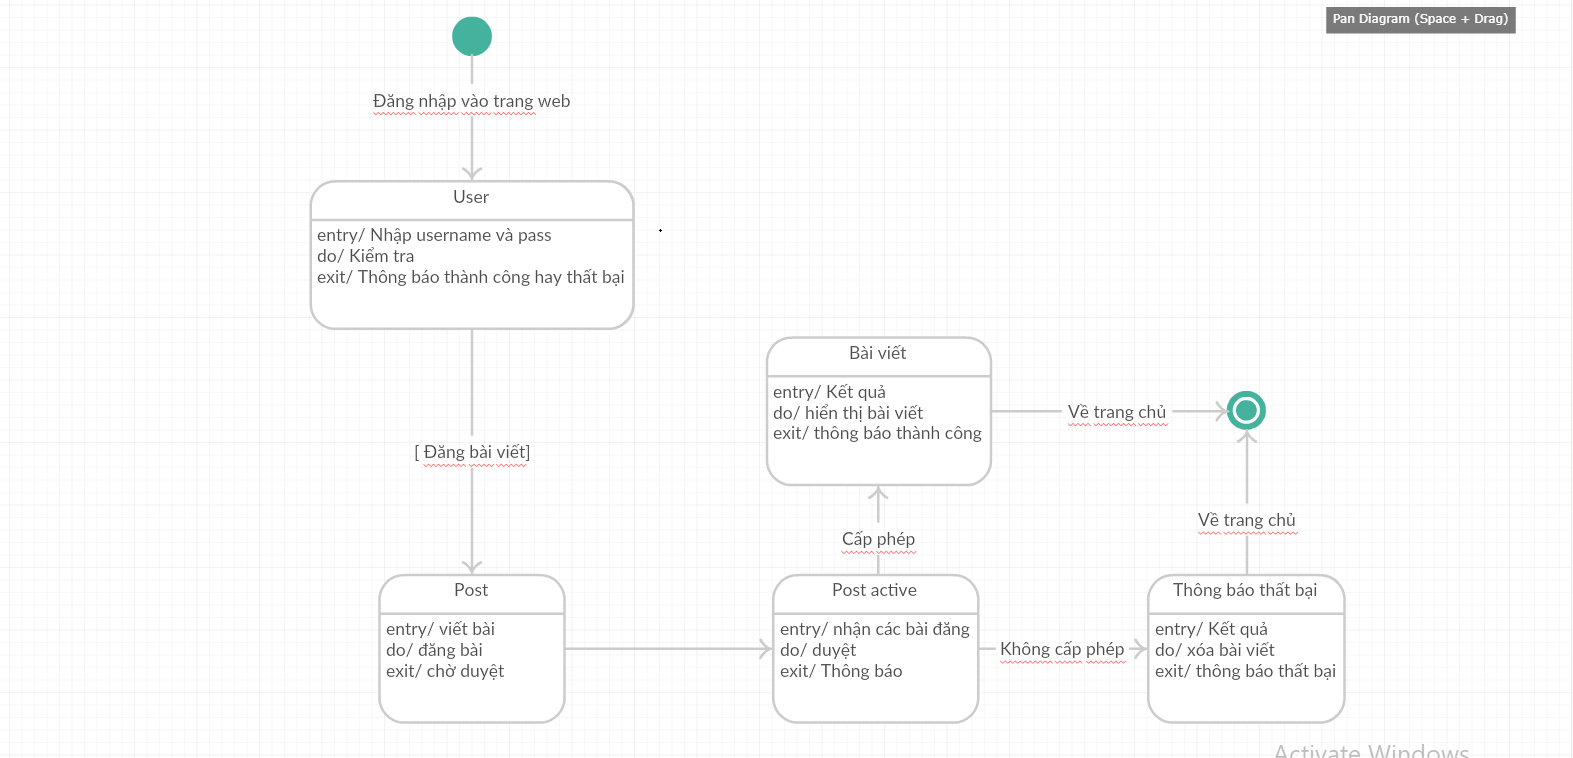 Pan Diagram (Space + Drag)
Đăng nhập vào trang web
User
entry/ Nhập username và pass
do/ Kiểm tra
exit/ Thông báo thành công hay thất bại
[ Đăng bài viết]
Bài viết
entry/ Kết quả
do/ hiển thị bài viết
exit/ thông báo thành công
Về trang chủ
Về trang chủ
Cấp phép
Post
entry/ viết bài
do/ đăng bài
exit/ chờ duyệt
Post active
entry/ nhận các bài đăng
do/ duyệt
exit/ Thông báo
Không cấp phép
Thông báo thất bại
entry/ Kết quả
do/ xóa bài viết
exit/ thông báo thất bại
Activate Windows